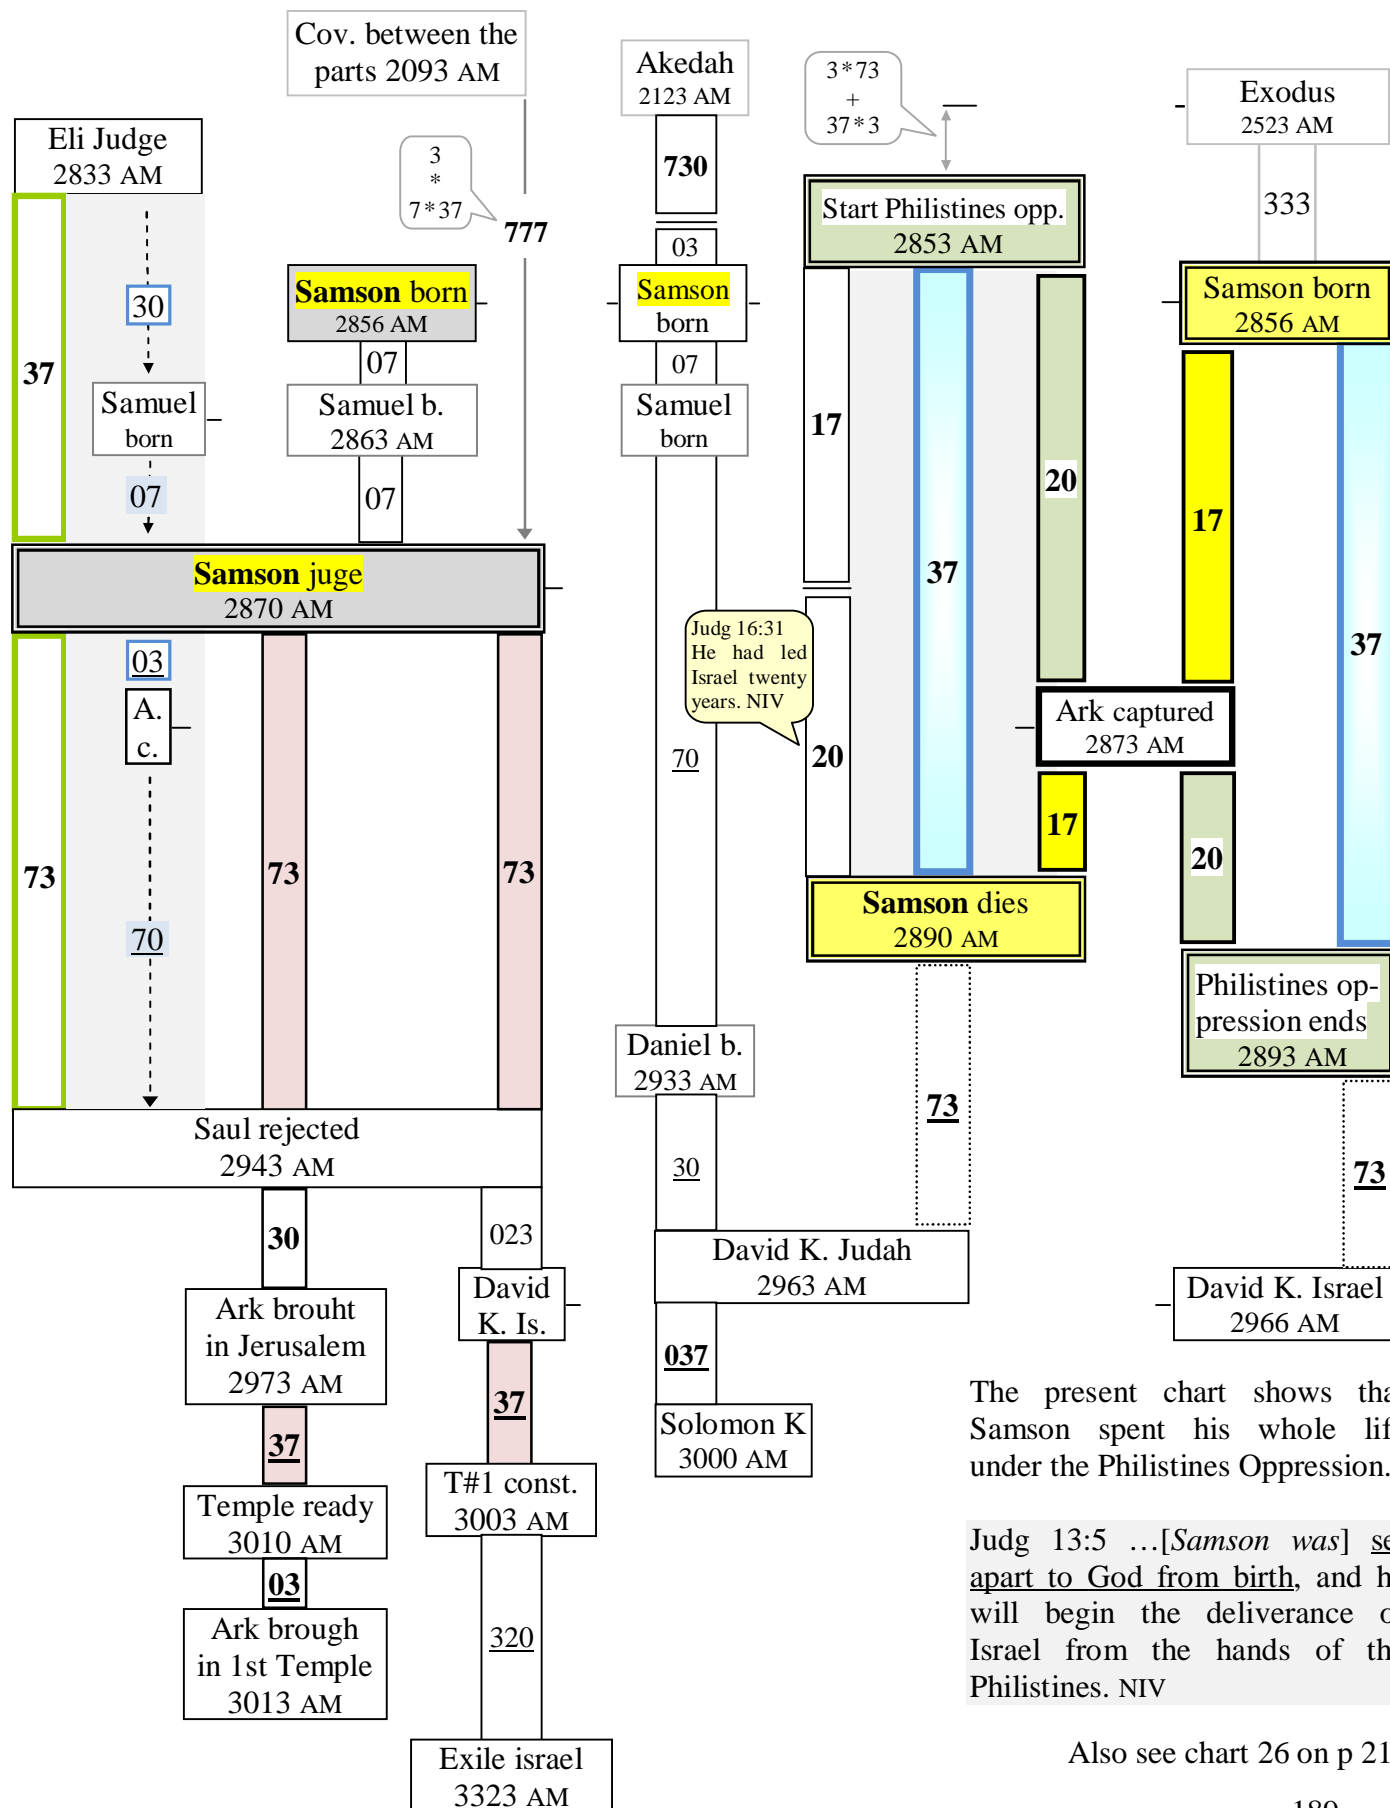 Cov. between the
parts 2093 AM
Eli Judge
2833 AM
3
*
7*37
777
37
30
Samuel
born
07
Samson born
2856 AM
07
Samuel b.
2863 AM
07
Samson juge
2870 AM
73
03
A.
c.
70
73
73
Saul rejected
2943 AM
30
Ark brouht
in Jerusalem
2973 AM
37
Temple ready
3010 AM
03
Ark brough
in 1st Temple
3013 AM
023
David
K. Is.
37
T#1 const.
3003 AM
320
Exile israel
3323 AM
Akedah
2123 AM
730
03
Samson
born
07
Samuel
born
70
Daniel b.
2933 AM
30
David K. Judah
2963 AM
037
Solomon K
3000 AM
3*73
+
37*3
Start Philistines opp.
2853 AM
17
37
20
Judg 16:31
He had led
Israel twenty
years. NIV
20
17
Samson dies
2890 AM
73
Exodus
2523 AM
333
Samson born
2856 AM
17
37
Ark captured
2873 AM
20
Philistines op-
pression ends
2893 AM
73
David K. Israel
2966 AM
The present chart shows tha
Samson spent his whole lif
under the Philistines Oppression.
Judg 13:5 …[Samson was] se
apart to God from birth, and h
will begin the deliverance o
Israel from the hands of th
Philistines. NIV
Also see chart 26 on p 21
189